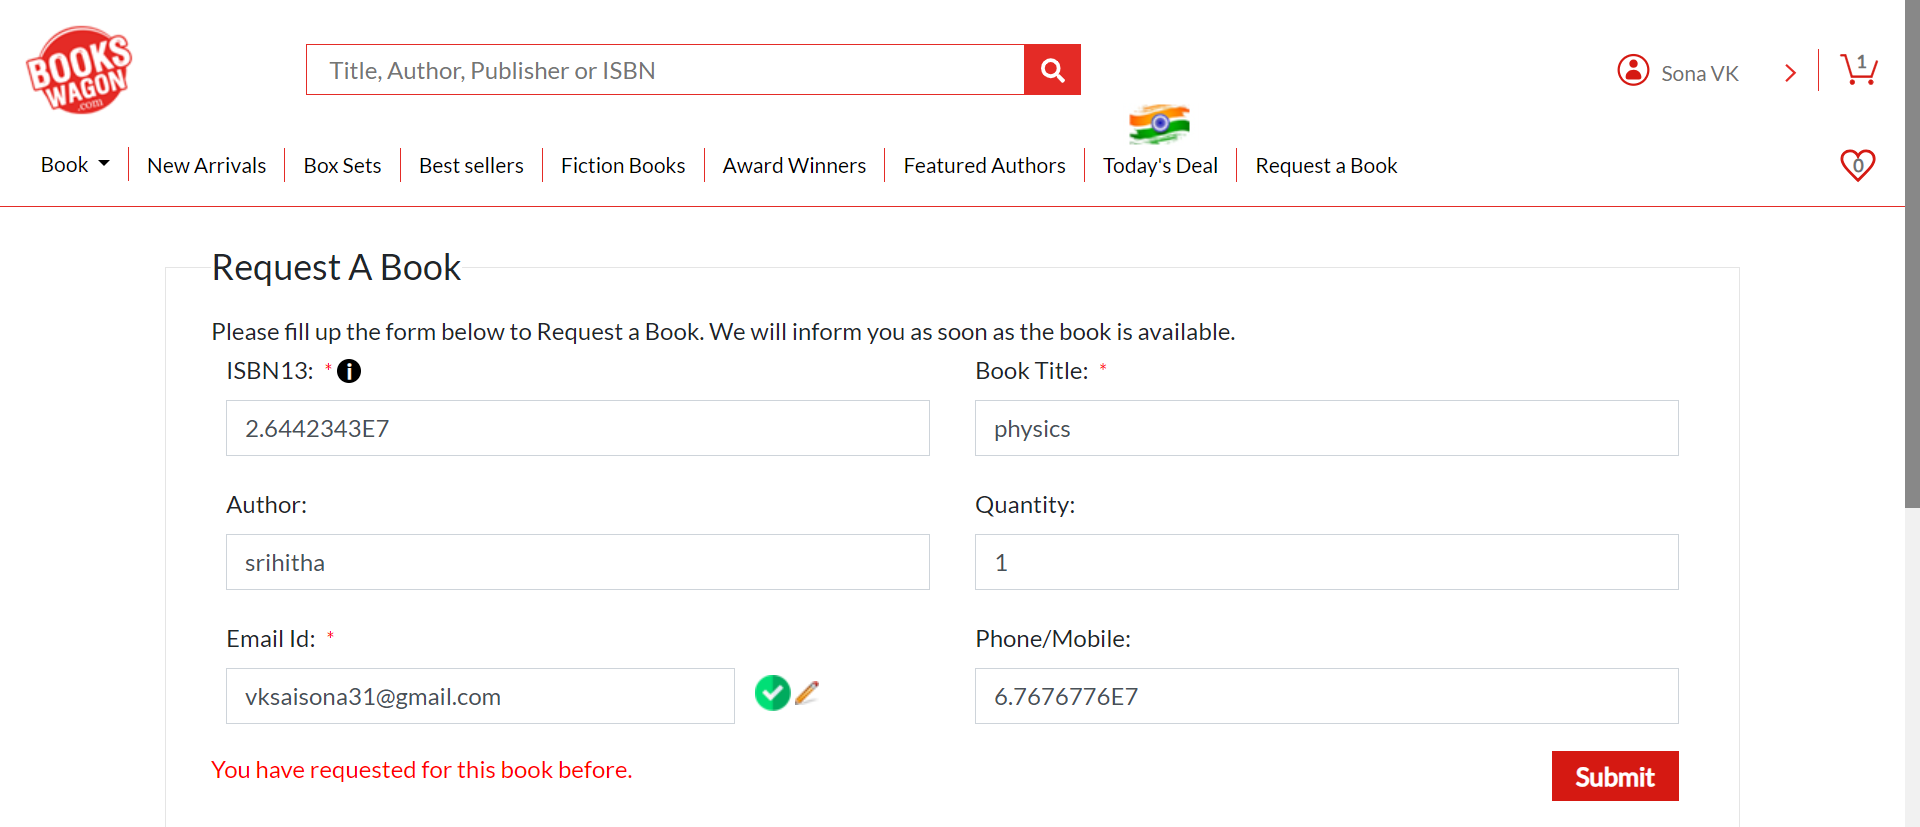 BOOKS
WAGON
.com
Title, Author, Publisher or ISBN
Sona VK
1
Book
New Arrivals
Box Sets
Best sellers
Fiction Books
Award Winners
Featured Authors
Today's Deal
Request a Book
0
Request A Book
Please fill up the form below to Request a Book. We will inform you as soon as the book is available.
ISBN13: *
Book Title: *
2.6442343E7
physics
Author:
Quantity:
srihitha
1
Email Id: *
Phone/Mobile:
vksaisona31@gmail.com
6.7676776E7
You have requested for this book before.
Submit